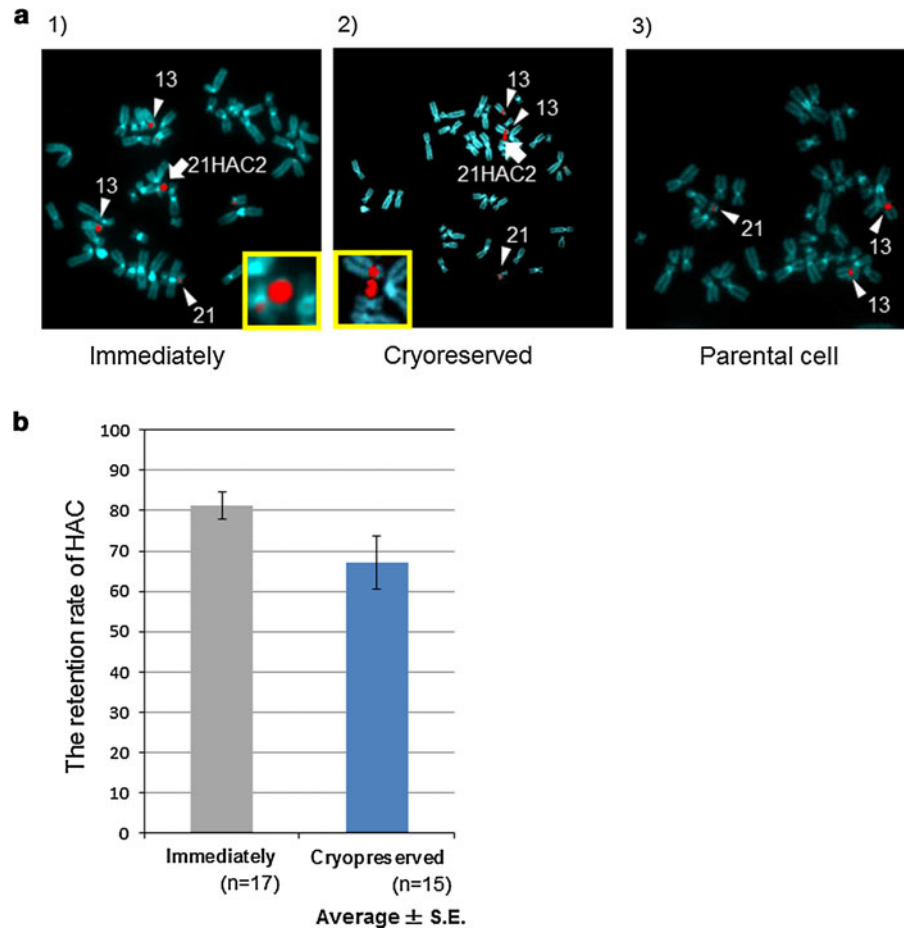 a
1)
2)
3)
13
21HAC2
13
21
13
13
21HAC2
21
21
13
13
Immediately
Cryoreserved
Parental cell
b
The retention rate of HAC
100
90
80
70
60
50
40
30
20
10
0
Immediately
(n=17)
Cryopreserved
(n=15)
Average ± S.E.